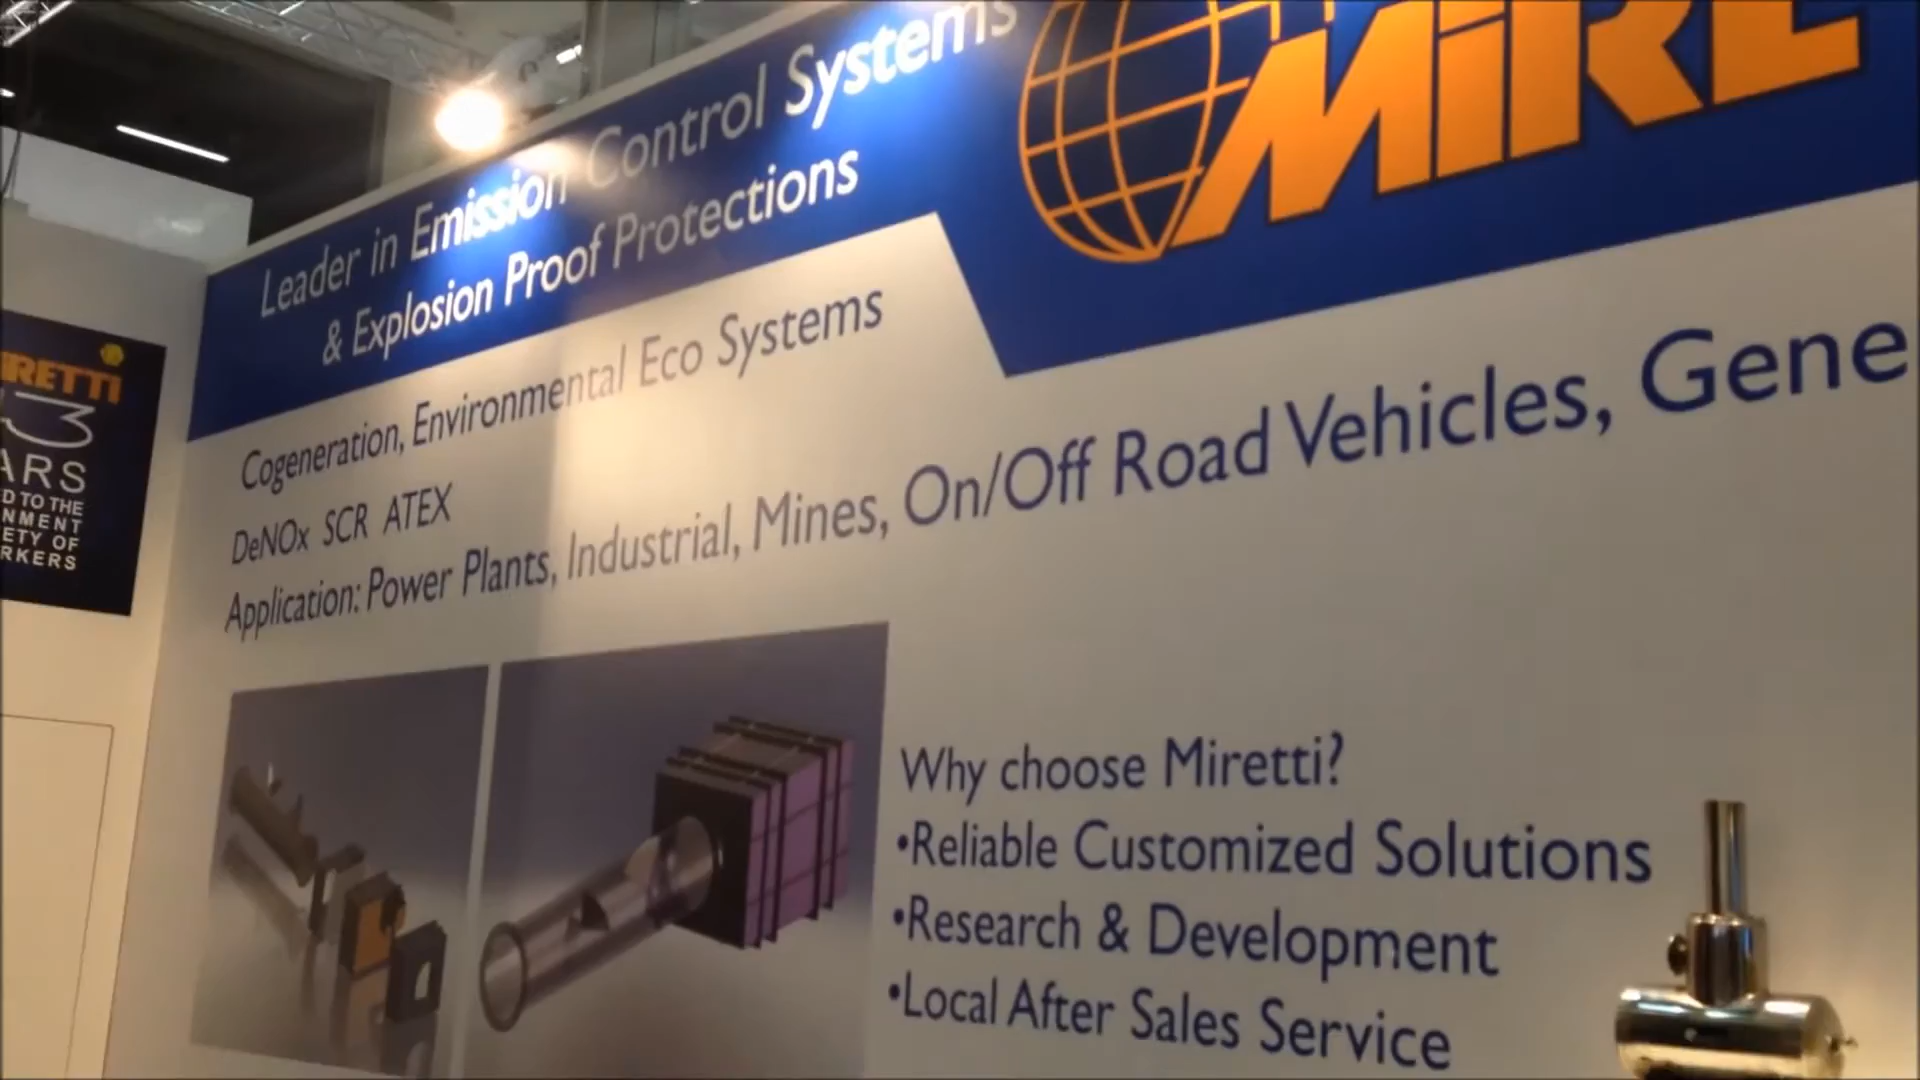 Leader in Emission Control Systems
& Explosion Proof Protections
MiRE
Cogeneration, Environmental Eco Systems
DeNOx SCR ATEX
Application: Power Plants, Industrial, Mines, On/Off Road Vehicles, Gene
Why choose Miretti?
•Reliable Customized Solutions
•Research & Development
•Local After Sales Service
IRETTI
3
ARS
D TO THE
NMENT
ETY OF
RKERS